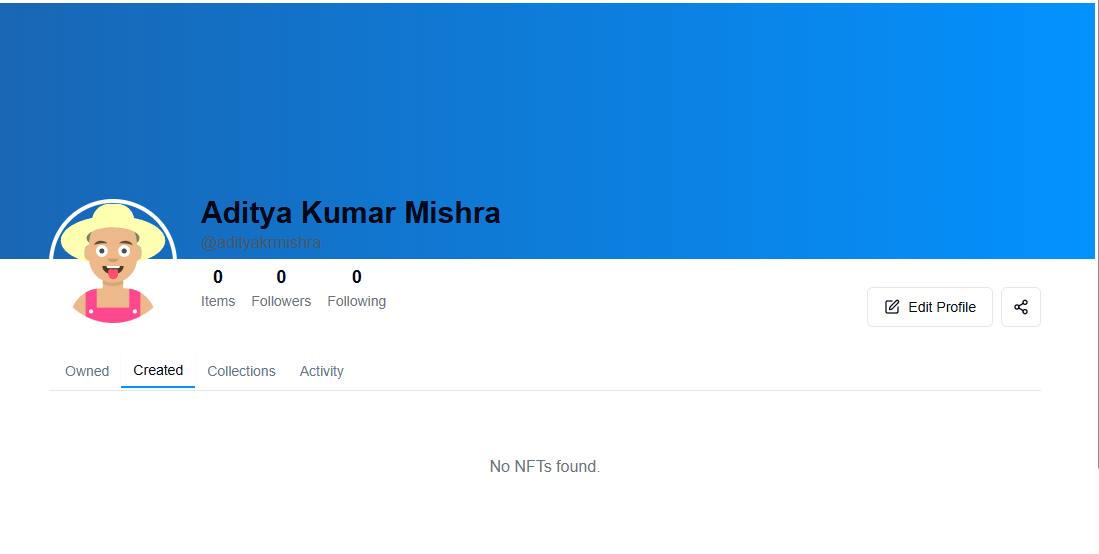 Aditya Kumar Mishra
@adityakrmishra
0 0 0
Items Followers Following
Edit Profile
Owned Created Collections Activity
No NFTs found.